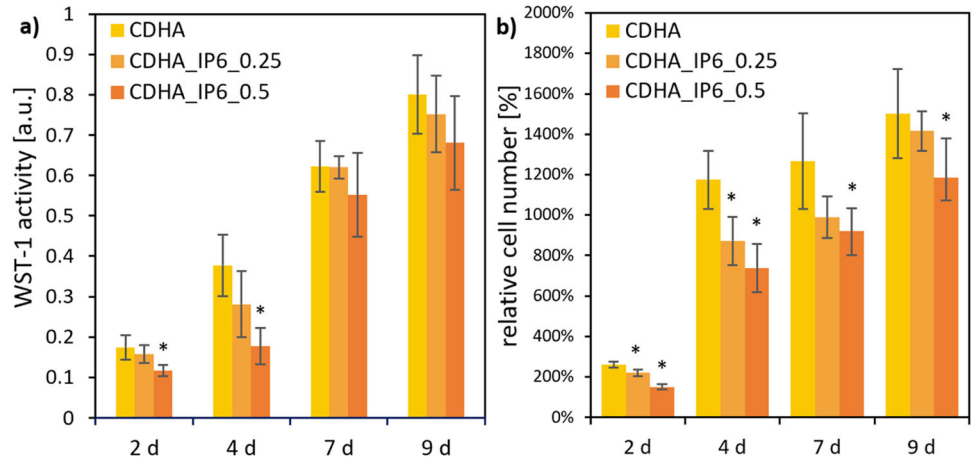 a)
CDHA
CDHA_IP6_0.25
CDHA_IP6_0.5
WST-1 activity [a.u.]
1
0.9
0.8
0.7
0.6
0.5
0.4
0.3
0.2
0.1
0
*
*
2 d 4 d 7 d 9 d
b)
CDHA
CDHA_IP6_0.25
CDHA_IP6_0.5
relative cell number [%]
2000%
1800%
1600%
1400%
1200%
1000%
800%
600%
400%
200%
0%
* *
* *
*
*
2 d 4 d 7 d 9 d